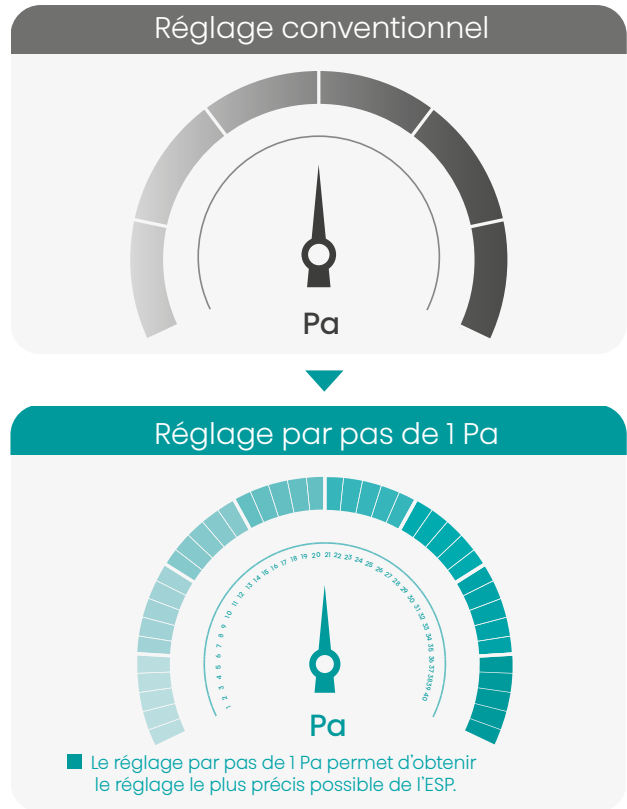 Réglage conventionnel
Pa
Réglage par pas de 1 Pa
1 2 3 4 5 6 7 8 9 10 11 12 13 14 15 16 17 18 19 20 21 22 23 24 25 26 27 28 29 30 31 32 33 34 35 36 37 38 39 40
Pa
Le réglage par pas de 1 Pa permet d'obtenir
le réglage le plus précis possible de l'ESP.